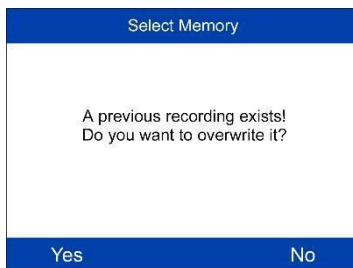 Select Memory
A previous recording exists!
Do you want to overwrite it?
Yes No